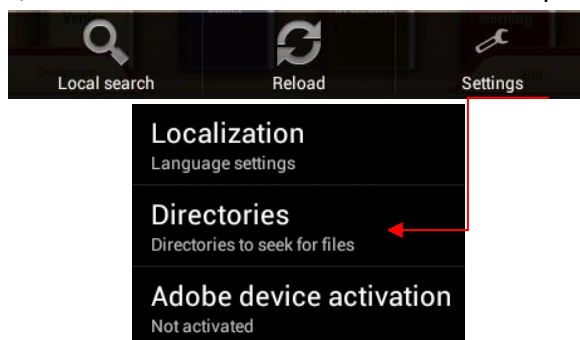 Local search
Reload
Settings
Localization
Language settings
Directories
Directories to seek for files
Adobe device activation
Not activated